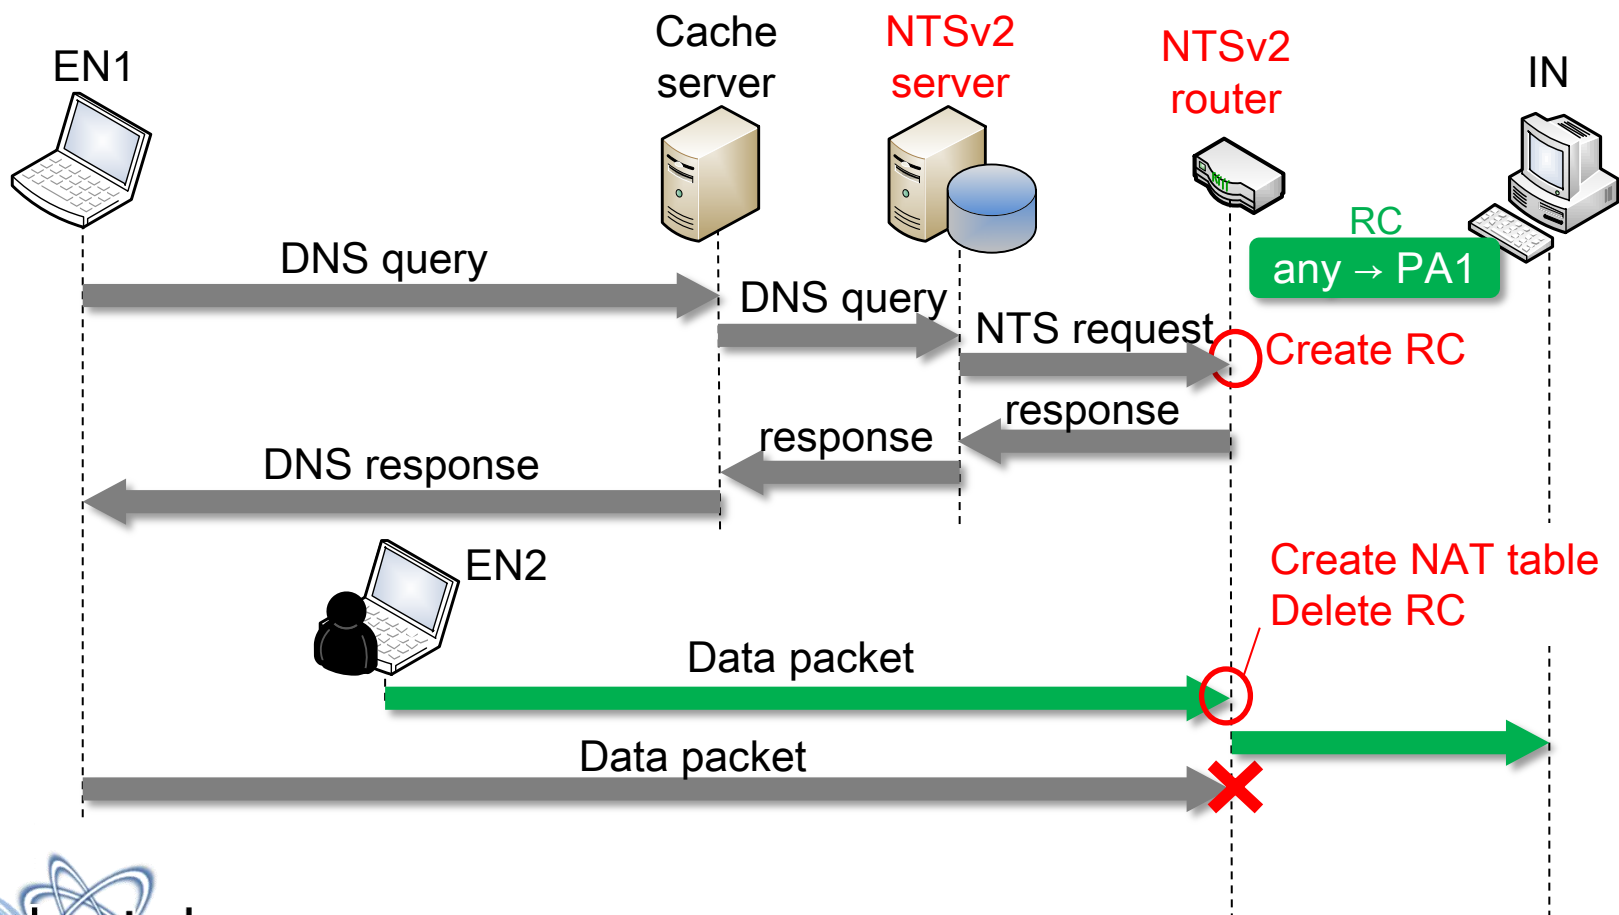 EN1
Cache
server
NTSv2
server
NTSv2
router
IN
RC
any → PA1
DNS query
DNS query
NTS request
Create RC
response
response
DNS response
EN2
Create NAT table
Delete RC
Data packet
Data packet